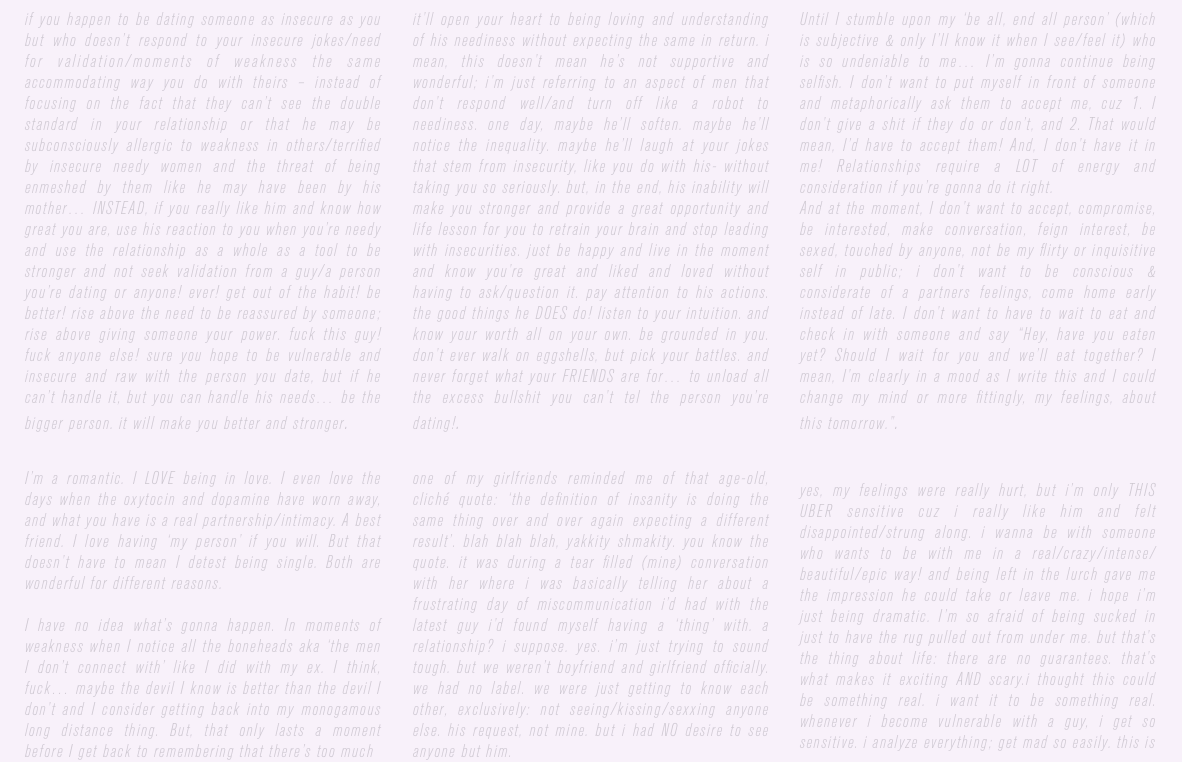 if you happen to be dating someone as insecure as you
but who doesn't respond to your insecure jokes/need
for validation/moments of weakness the same
accommodating way you do with theirs – instead of
focusing on the fact that they can't see the double
standard in your relationship or that he may be
subconsciously allergic to weakness in others/terrified
by insecure needy women and the threat of being
enmeshed by them like he may have been by his
mother... INSTEAD, if you really like him and know how
great you are, use his reaction to you when you're needy
and use the relationship as a whole as a tool to be
stronger and not seek validation from a guy/a person
you're dating or anyone! ever! get out of the habit! be
better! rise above the need to be reassured by someone;
rise above giving someone your power. fuck this guy!
fuck anyone else! sure you hope to be vulnerable and
insecure and raw with the person you date, but if he
can't handle it, but you can handle his needs... be the
bigger person, it will make you better and stronger.
i'm a romantic. I LOVE being in love. I even love the
days when the oxytocin and dopamine have worn away,
and what you have is a real partnership/intimacy. A best
friend. I love having 'my person' if you will. But that
doesn't have to mean I detest being single. Both are
wonderful for different reasons.
I have no idea what's gonna happen. In moments of
weakness when I notice all the boneheads aka 'the men
I don't connect with' like I did with my ex. I think,
fuck... maybe the devil I know is better than the devil I
don't and I consider getting back into my monogamous
long distance thing. But, that only lasts a moment
before I get back to remembering that there's too much
it'll open your heart to being loving and understanding
of his neediness without expecting the same in return. i
mean, this doesn't mean he's not supportive and
wonderful; i'm just referring to an aspect of men that
don't respond well/and turn off like a robot to
neediness. one day, maybe he'll soften. maybe he'll
notice the inequality. maybe he'll laugh at your jokes
that stem from insecurity, like you do with his- without
taking you so seriously. but, in the end, his inability will
make you stronger and provide a great opportunity and
life lesson for you to retrain your brain and stop leading
with insecurities. just be happy and live in the moment
and know you're great and liked and loved without
having to ask/question it. pay attention to his actions.
the good things he DOES do! listen to your intuition, and
know your worth all on your own. be grounded in you.
don't ever walk on eggshells, but pick your battles, and
never forget what your FRIENDS are for... to unload all
the excess bullshit you can't tel the person you're
dating!.
one of my girlfriends reminded me of that age-old,
cliché quote: 'the definition of insanity is doing the
same thing over and over again expecting a different
result'. blah blah blah, yakkity shmakity. you know the
quote. it was during a tear filled (mine) conversation
with her where i was basically telling her about a
frustrating day of miscommunication i'd had with the
latest guy i'd found myself having a 'thing' with. a
relationship? i suppose. yes. i'm just trying to sound
tough. but we weren't boyfriend and girlfriend officially.
we had no label. we were just getting to know each
other, exclusively: not seeing/kissing/sexxing anyone
else. his request, not mine. but i had NO desire to see
anyone but him.
Until I stumble upon my 'be all, end all person' (which
is subjective & only I'll know it when I see/feel it) who
is so undeniable to me... I'm gonna continue being
selfish. I don't want to put myself in front of someone
and metaphorically ask them to accept me, cuz 1. I
don't give a shit if they do or don't, and 2. That would
mean, I'd have to accept them! And, I don't have it in
me! Relationships require a LOT of energy and
consideration if you're gonna do it right.
And at the moment, I don't want to accept, compromise,
be interested, make conversation, feign interest, be
sexed, touched by anyone, not be my flirty or inquisitive
self in public; i don't want to be conscious &
considerate of a partners feelings, come home early
instead of late. I don't want to have to wait to eat and
check in with someone and say "Hey, have you eaten
yet? Should I wait for you and we'll eat together? I
mean, I'm clearly in a mood as I write this and I could
change my mind or more fittingly, my feelings, about
this tomorrow.".
yes, my feelings were really hurt, but i'm only THIS
UBER sensitive cuz i really like him and felt
disappointed/strung along. i wanna be with someone
who wants to be with me in a real/crazy/intense/
beautiful/epic way! and being left in the lurch gave me
the impression he could take or leave me. i hope i'm
just being dramatic. I'm so afraid of being sucked in
just to have the rug pulled out from under me. but that's
the thing about life: there are no guarantees. that's
what makes it exciting AND scary.i thought this could
be something real. i want it to be something real.
whenever i become vulnerable with a guy, i get so
sensitive. i analyze everything; get mad so easily. this is